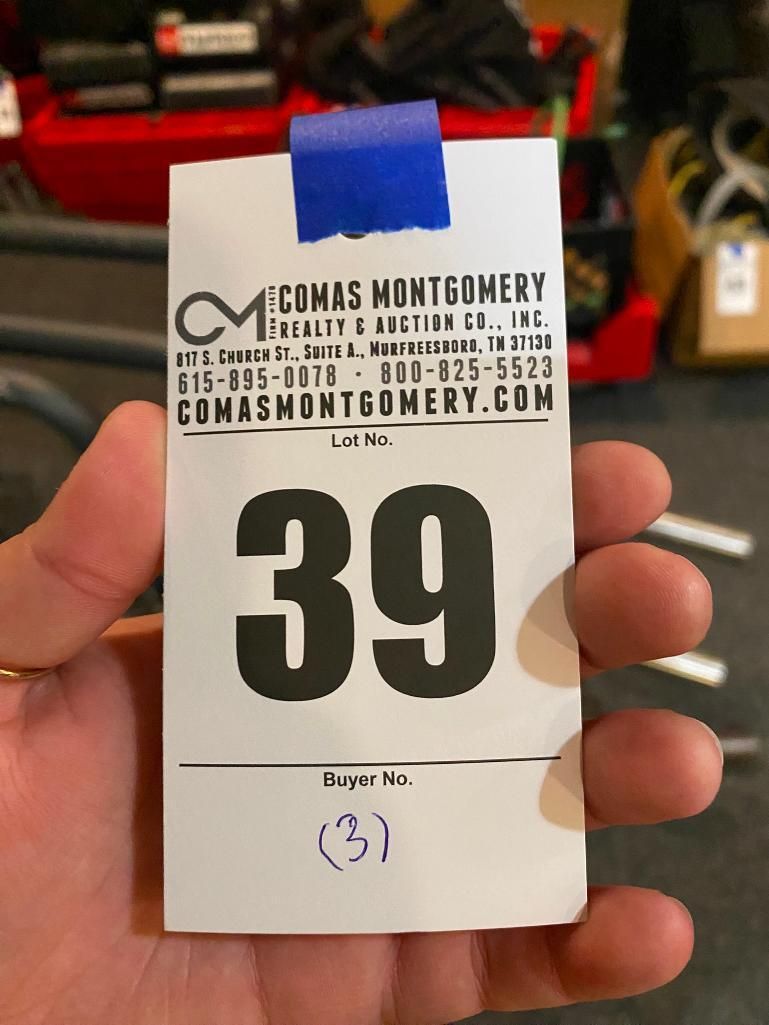 CM
FIRM #1478
COMAS MONTGOMERY
REALTY & AUCTION CO., INC.
817 S. CHURCH ST., SUITE A., MURFREESBORO, TN 37130
615-895-0078 · 800-825-5523
COMASMONTGOMERY.COM
Lot No.
39
Buyer No.
(3)